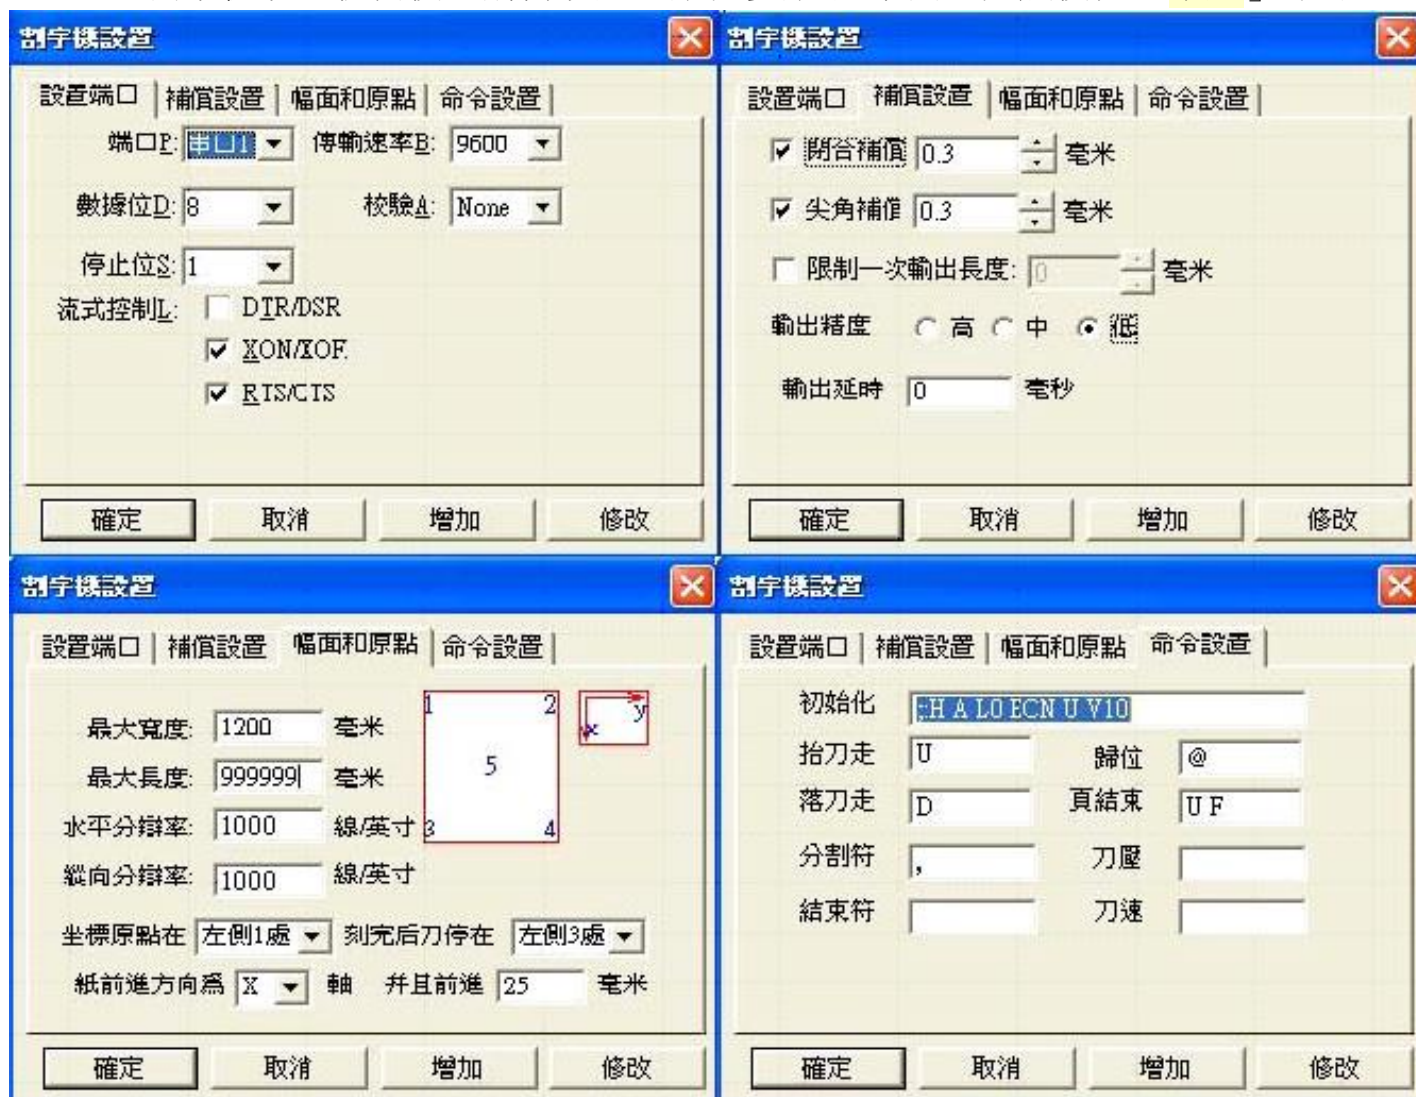 割字機設置
設置端口 補償設置 幅面和原點 命令設置
端口P: 串口1 傳輸速率B: 9600
數據位D: 8 校驗A: None
停止位S: 1
流式控制L: DTR/DSR
XON/XOF.
RTS/CTS
確定 取消 增加 修改
割字機設置
設置端口 補償設置 幅面和原點 命令設置
閉合補償 0.3 毫米
尖角補償 0.3 毫米
限制一次輸出長度: 0 毫米
輸出精度 高 中 低
輸出延時 0 毫秒
確定 取消 增加 修改
割字機設置
設置端口 補償設置 幅面和原點 命令設置
最大寬度: 1200 毫米
最大長度: 999999 毫米
水平分辯率: 1000 線/英寸
縱向分辯率: 1000 線/英寸
1 2
5
3 4
x y
坐標原點在 左側1處 刻完后刀停在 左側3處
紙前進方向爲 X 軸 幷且前進 25 毫米
確定 取消 增加 修改
割字機設置
設置端口 補償設置 幅面和原點 命令設置
初始化 ;:H A L0 ECN U V10
抬刀走 U 歸位 @
落刀走 D 頁結束 U F
分割符 , 刀壓
結束符 刀速
確定 取消 增加 修改